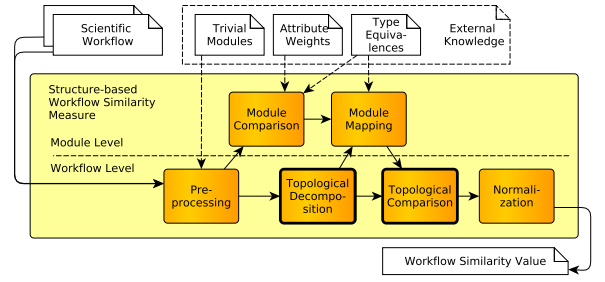 Scientific
Workflow
Trivial
Modules
Attribute
Weights
Type
Equiva-
lences
External
Knowledge
Structure-based
Workflow Similarity
Measure
Module
Comparison
Module
Mapping
Module Level
Workflow Level
Pre-
processing
Topological
Decompo-
sition
Topological
Comparison
Normali-
zation
Workflow Similarity Value